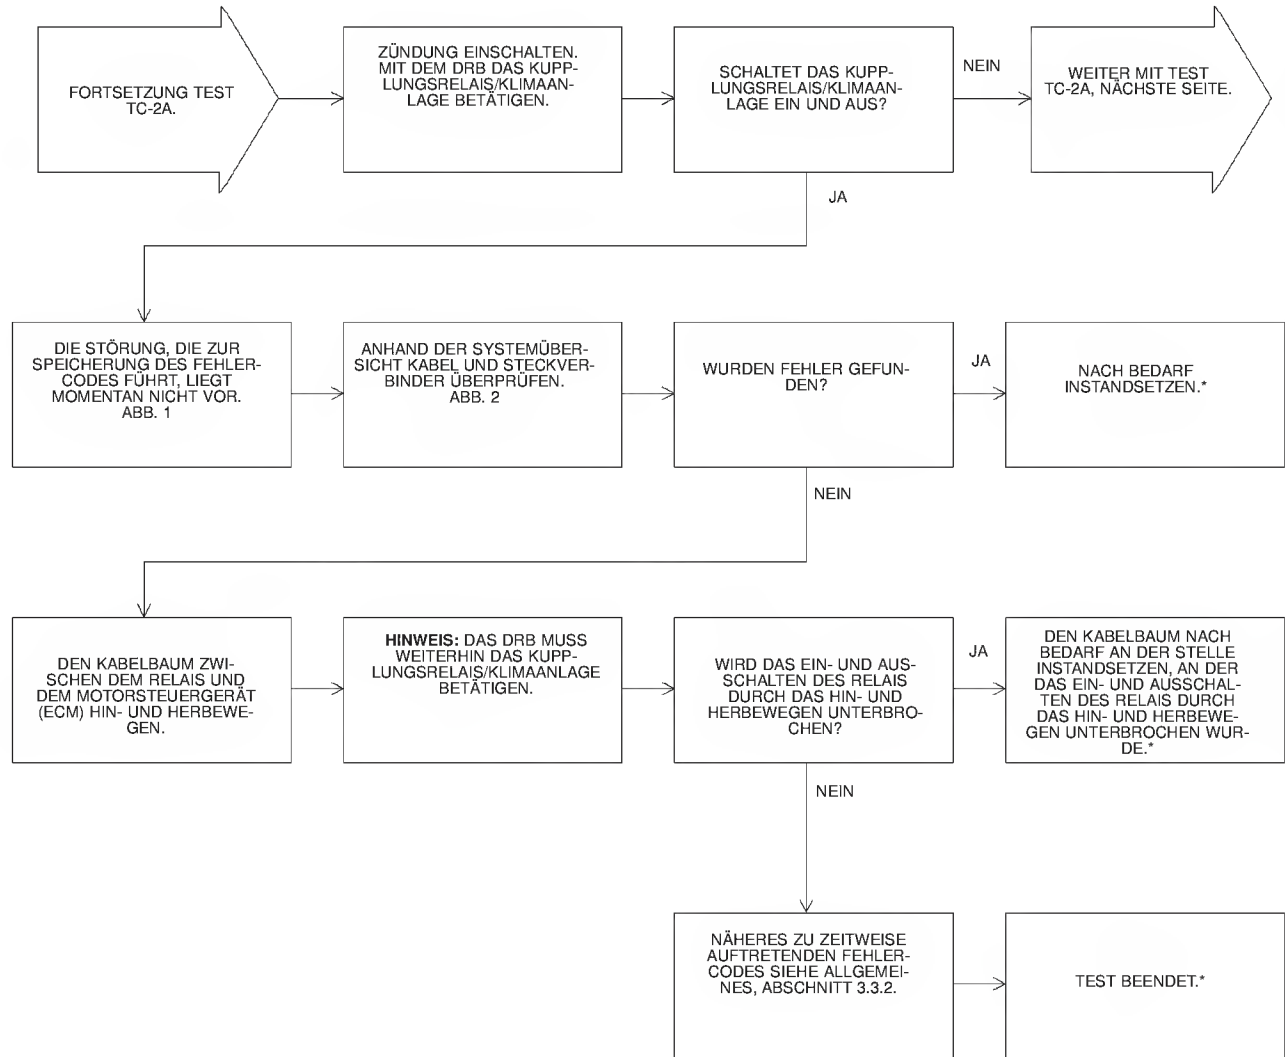 FORTSETZUNG TEST
TC-2A.
ZÜNDUNG EINSCHALTEN.
MIT DEM DRB DAS KUPP-
LUNGSRELAIS/KLIMAAN-
LAGE BETÄTIGEN.
SCHALTET DAS KUPP-
LUNGSRELAIS/KLIMAAN-
LAGE EIN UND AUS?
NEIN
WEITER MIT TEST
TC-2A, NÄCHSTE SEITE.
JA
DIE STÖRUNG, DIE ZUR
SPEICHERUNG DES FEHLER-
CODES FÜHRT, LIEGT
MOMENTAN NICHT VOR.
ABB. 1
ANHAND DER SYSTEMÜBER-
SICHT KABEL UND STECKVER-
BINDER ÜBERPRÜFEN.
ABB. 2
WURDEN FEHLER GEFUN-
DEN?
JA
NACH BEDARF
INSTANDSETZEN.*
NEIN
DEN KABELBAUM ZWI-
SCHEN DEM RELAIS UND
DEM MOTORSTEUERGERÄT
(ECM) HIN- UND HERBEWE-
GEN.
HINWEIS: DAS DRB MUSS
WEITERHIN DAS KUPP-
LUNGSRELAIS/KLIMAANLAGE
BETÄTIGEN.
WIRD DAS EIN- UND AUS-
SCHALTEN DES RELAIS
DURCH DAS HIN- UND
HERBEWEGEN UNTERBRO-
CHEN?
JA
DEN KABELBAUM NACH
BEDARF AN DER STELLE
INSTANDSETZEN, AN DER
DAS EIN- UND AUSSCHAL-
TEN DES RELAIS DURCH
DAS HIN- UND HERBEWE-
GEN UNTERBROCHEN WUR-
DE.*
NEIN
NÄHERES ZU ZEITWEISE
AUFTRETENDEN FEHLER-
CODES SIEHE ALLGEMEI-
NES, ABSCHNITT 3.3.2.
TEST BEENDET.*